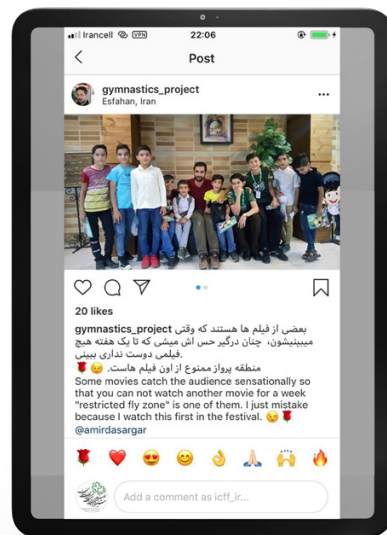 Irancell VPN 22:06
Post
gymnastics_project
Esfahan, Iran
20 likes
gymnastics_project بعضی از فیلم ها هستند که وقتی
میبینیشون، چنان درگیر حس اش میشی که تا یک هفته هیچ
فیلمی دوست نداری ببینی.
منطقه پرواز ممنوع از اون فیلم هاست. 😉🌹
Some movies catch the audience sensationally so
that you can not watch another movie for a week
"restricted fly zone" is one of them. I just mistake
because I watch this first in the festival. 😉🌹
@amirdasargar
Add a comment as icff_ir...